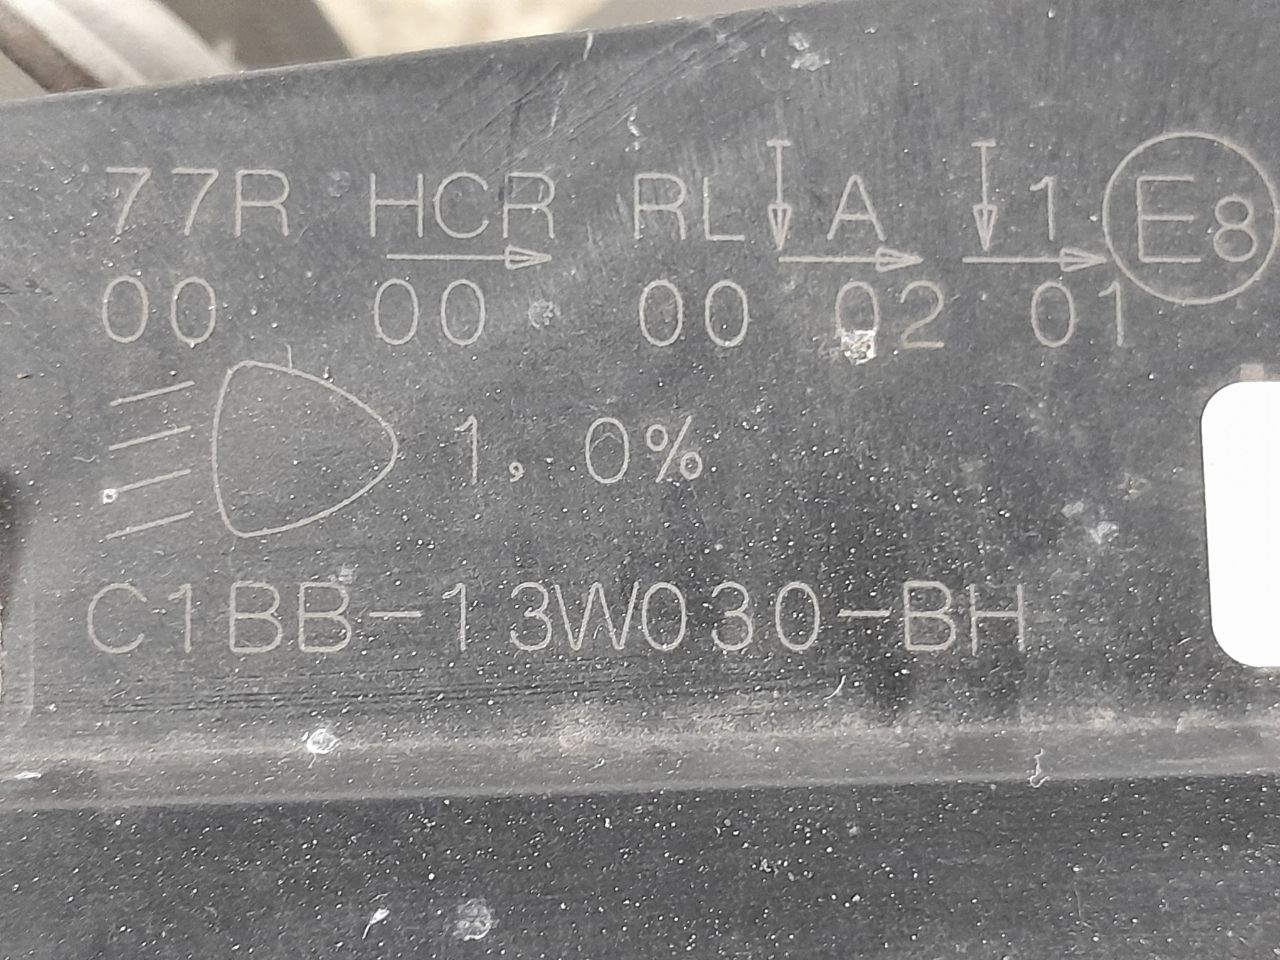 77R HCR RL A 1 E8
00 00 00 02 01
1,0%
C1BB-13W030-BH